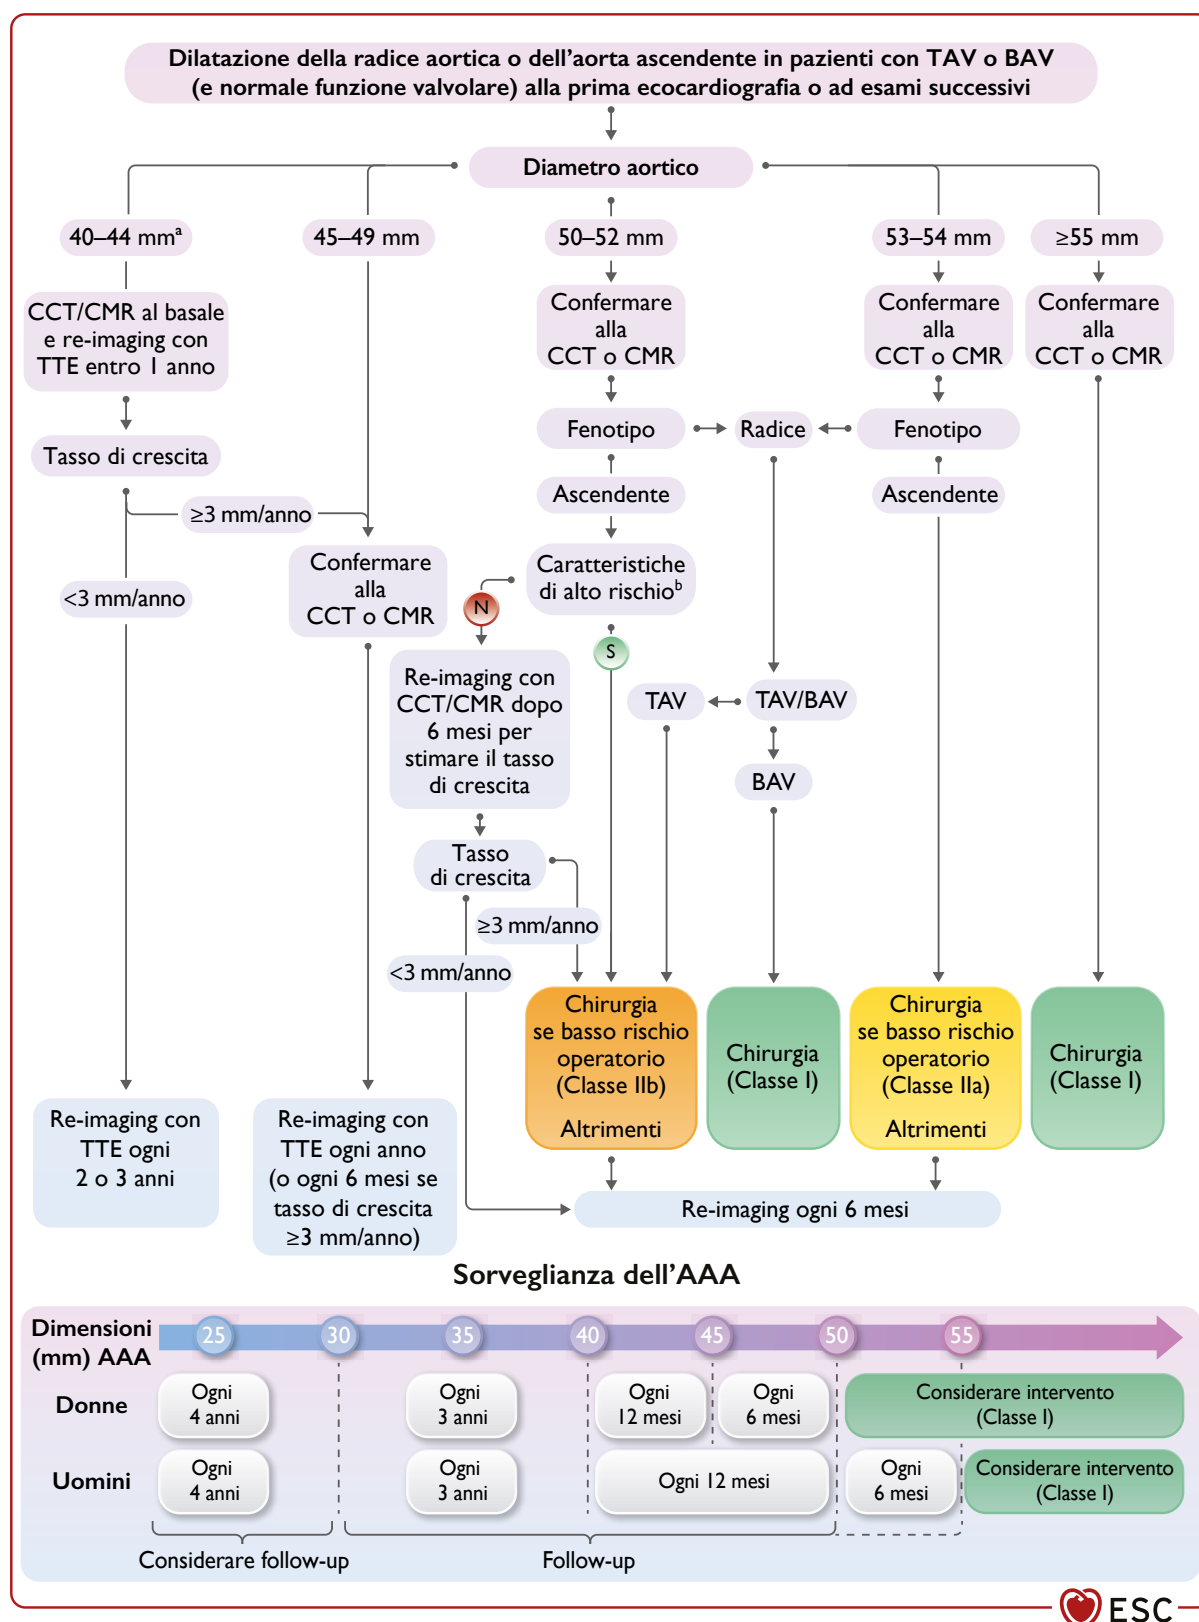 Dilatazione della radice aortica o dell’aorta ascendente in pazienti con TAV o BAV
(e normale funzione valvolare) alla prima ecocardiografia o ad esami successivi
Diametro aortico
40–44 mmᵃ
45–49 mm
50–52 mm
53–54 mm
≥55 mm
CCT/CMR al basale
e re-imaging con
TTE entro 1 anno
Confermare
alla
CCT o CMR
Confermare
alla
CCT o CMR
Confermare
alla
CCT o CMR
Tasso di crescita
Fenotipo
Radice
Fenotipo
Ascendente
Ascendente
≥3 mm/anno
<3 mm/anno
Confermare
alla
CCT o CMR
Caratteristiche
di alto rischioᵇ
N
S
Re-imaging con
CCT/CMR dopo
6 mesi per
stimare il tasso
di crescita
TAV
TAV/BAV
BAV
Tasso
di crescita
≥3 mm/anno
<3 mm/anno
Chirurgia
se basso rischio
operatorio
(Classe IIb)
Altrimenti
Chirurgia
(Classe I)
Chirurgia
se basso rischio
operatorio
(Classe IIa)
Altrimenti
Chirurgia
(Classe I)
Re-imaging con
TTE ogni
2 o 3 anni
Re-imaging con
TTE ogni anno
(o ogni 6 mesi se
tasso di crescita
≥3 mm/anno)
Re-imaging ogni 6 mesi
Sorveglianza dell’AAA
Dimensioni
(mm) AAA
25
30
35
40
45
50
55
Donne
Ogni
4 anni
Ogni
3 anni
Ogni
12 mesi
Ogni
6 mesi
Considerare intervento
(Classe I)
Uomini
Ogni
4 anni
Ogni
3 anni
Ogni 12 mesi
Ogni
6 mesi
Considerare intervento
(Classe I)
Considerare follow-up
Follow-up
ESC